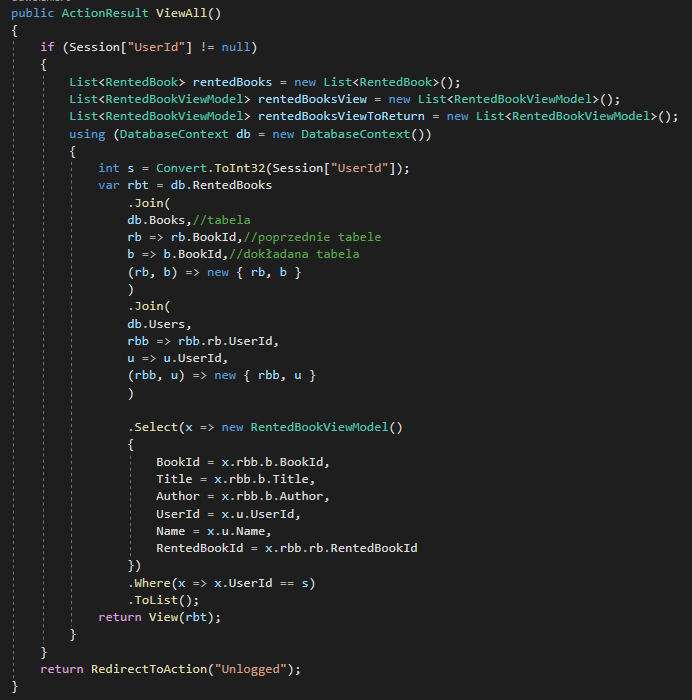 public ActionResult ViewAll()
{
if (Session["UserId"] != null)
{
List<RentedBook> rentedBooks = new List<RentedBook>();
List<RentedBookViewModel> rentedBooksView = new List<RentedBookViewModel>();
List<RentedBookViewModel> rentedBooksViewToReturn = new List<RentedBookViewModel>();
using (DatabaseContext db = new DatabaseContext())
{
int s = Convert.ToInt32(Session["UserId"]);
var rbt = db.RentedBooks
.Join(
db.Books,//tabela
rb => rb.BookId,//poprzednie tabele
b => b.BookId,//dokładana tabela
(rb, b) => new { rb, b }
)
.Join(
db.Users,
rbb => rbb.rb.UserId,
u => u.UserId,
(rbb, u) => new { rbb, u }
)
.Select(x => new RentedBookViewModel()
{
BookId = x.rbb.b.BookId,
Title = x.rbb.b.Title,
Author = x.rbb.b.Author,
UserId = x.u.UserId,
Name = x.u.Name,
RentedBookId = x.rbb.rb.RentedBookId
})
.Where(x => x.UserId == s)
.ToList();
return View(rbt);
}
}
return RedirectToAction("Unlogged");
}